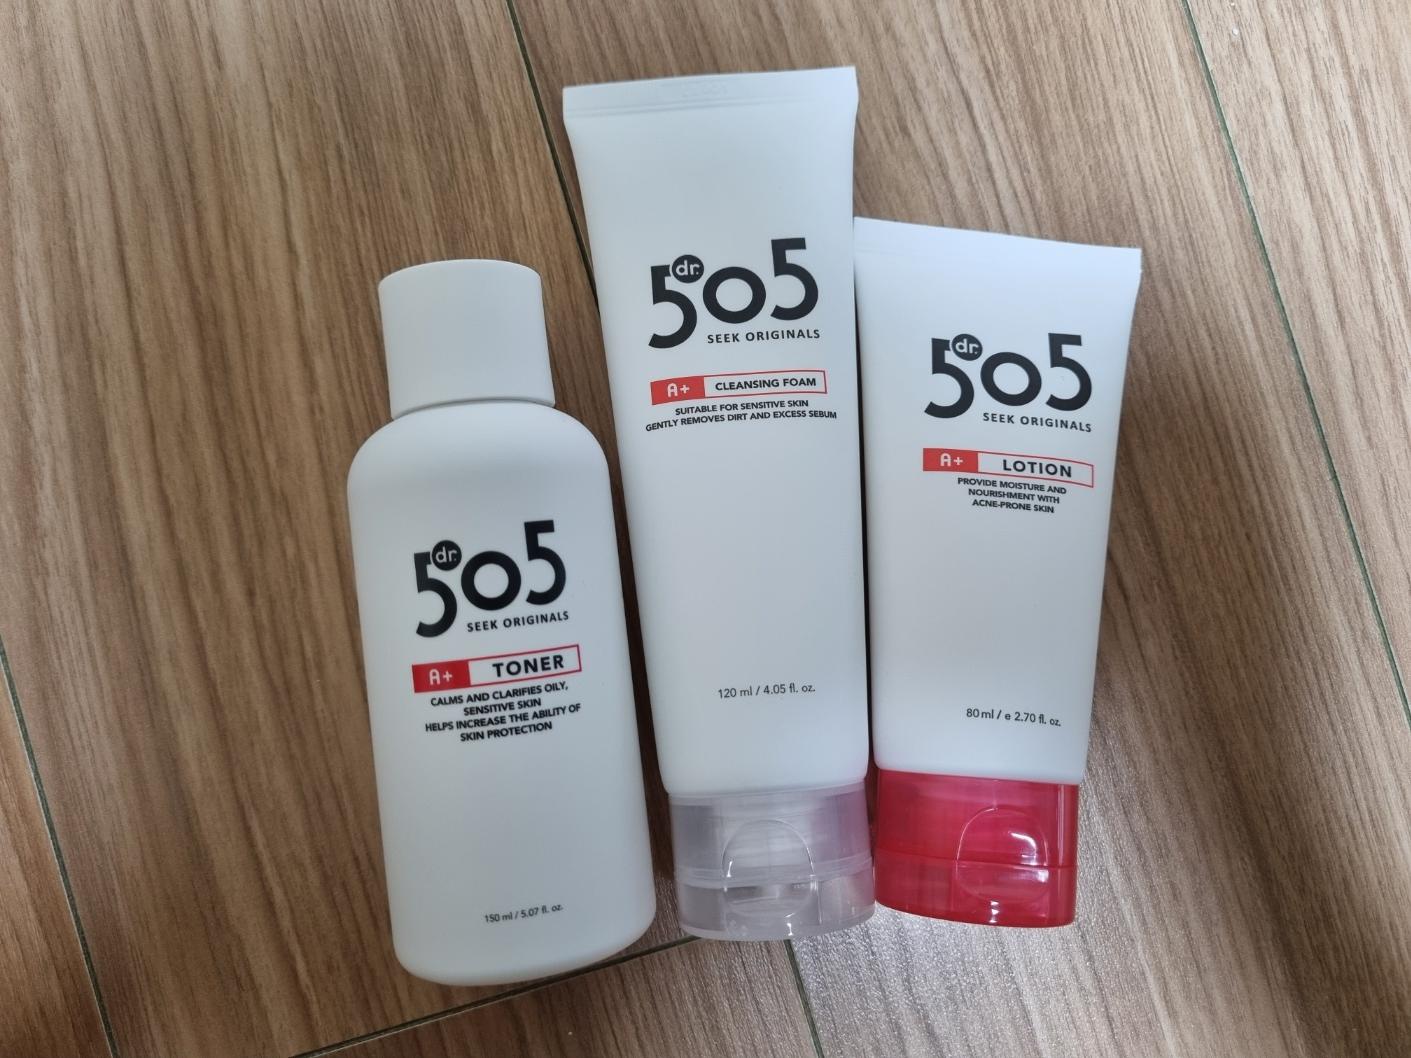 dr.
505
SEEK ORIGINALS
A+ TONER
CALMS AND CLARIFIES OILY,
SENSITIVE SKIN
HELPS INCREASE THE ABILITY OF
SKIN PROTECTION
150 ml / 5.07 fl. oz.
dr.
505
SEEK ORIGINALS
A+ CLEANSING FOAM
SUITABLE FOR SENSITIVE SKIN
GENTLY REMOVES DIRT AND EXCESS SEBUM
120 ml / 4.05 fl. oz.
dr.
505
SEEK ORIGINALS
A+ LOTION
PROVIDE MOISTURE AND
NOURISHMENT WITH
ACNE-PRONE SKIN
80 ml / e 2.70 fl. oz.